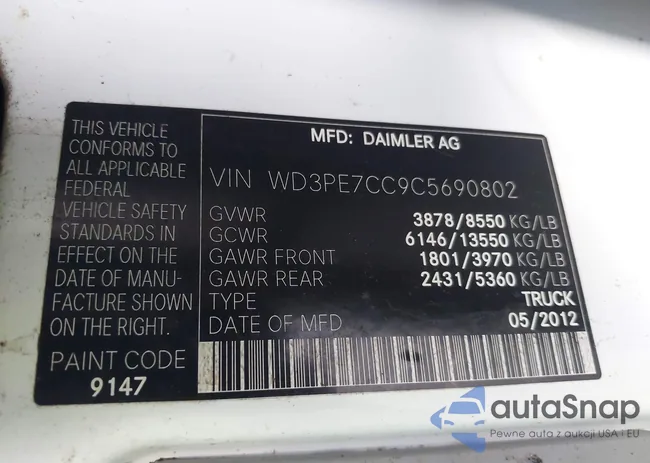 THIS VEHICLE
CONFORMS TO
ALL APPLICABLE
FEDERAL
VEHICLE SAFETY
STANDARDS IN
EFFECT ON THE
DATE OF MANU-
FACTURE SHOWN
ON THE RIGHT.
PAINT CODE
9147
MFD: DAIMLER AG
VIN WD3PE7CC9C5690802
GVWR 3878/8550 KG/LB
GCWR 6146/13550 KG/LB
GAWR FRONT 1801/3970 KG/LB
GAWR REAR 2431/5360 KG/LB
TYPE TRUCK
DATE OF MFD 05/2012
autaSnap
Pewne auta z aukcji USA i EU